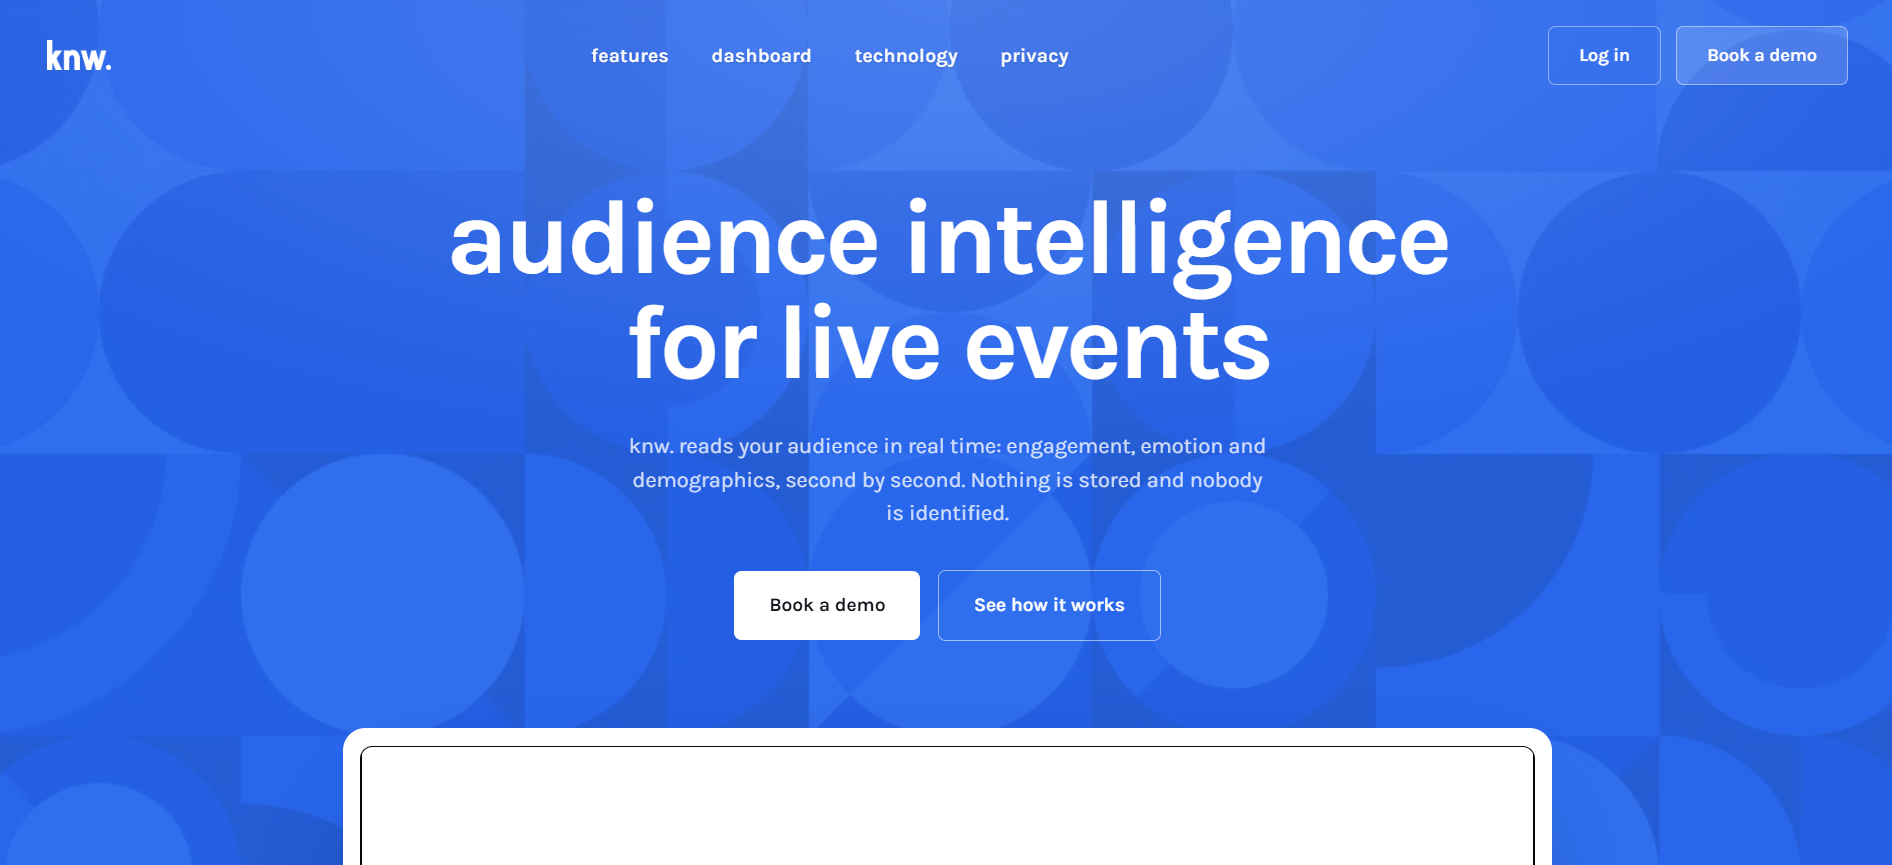 knw.
features
dashboard
technology
privacy
Log in
Book a demo
audience intelligence
for live events
knw. reads your audience in real time: engagement, emotion and
demographics, second by second. Nothing is stored and nobody
is identified.
Book a demo
See how it works